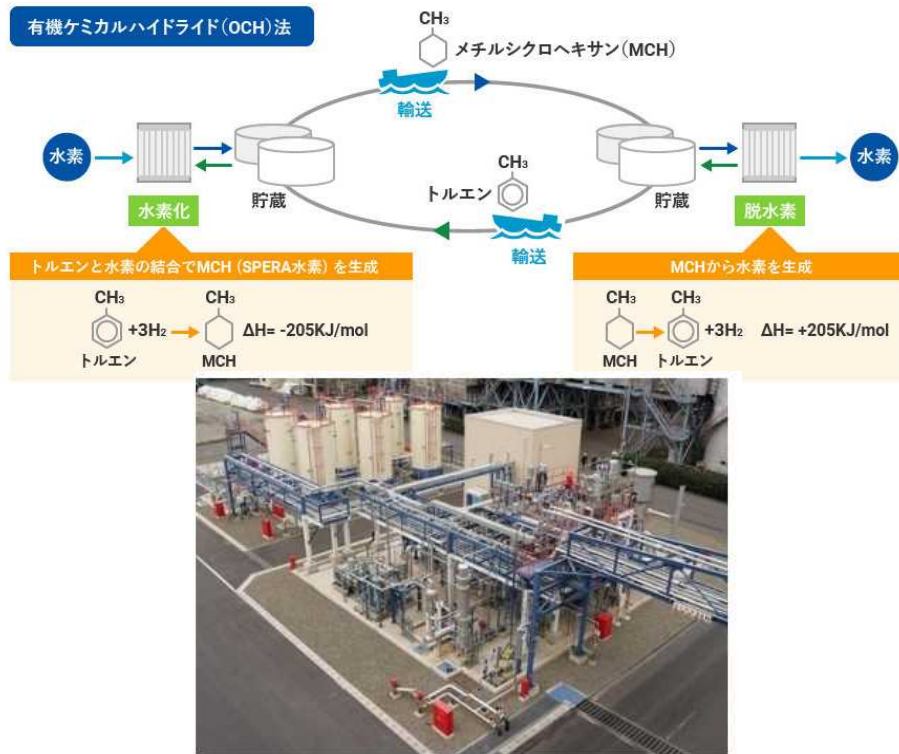 有機ケミカルハイドライド(OCH)法
CH₃
メチルシクロヘキサン(MCH)
輸送
水素
水素
CH₃
トルエン
貯蔵
貯蔵
水素化
脱水素
輸送
トルエンと水素の結合でMCH (SPERA水素) を生成
CH₃ CH₃
+3H₂ ΔH= -205KJ/mol
トルエン MCH
MCHから水素を生成
CH₃ CH₃
+3H₂ ΔH= +205KJ/mol
MCH トルエン